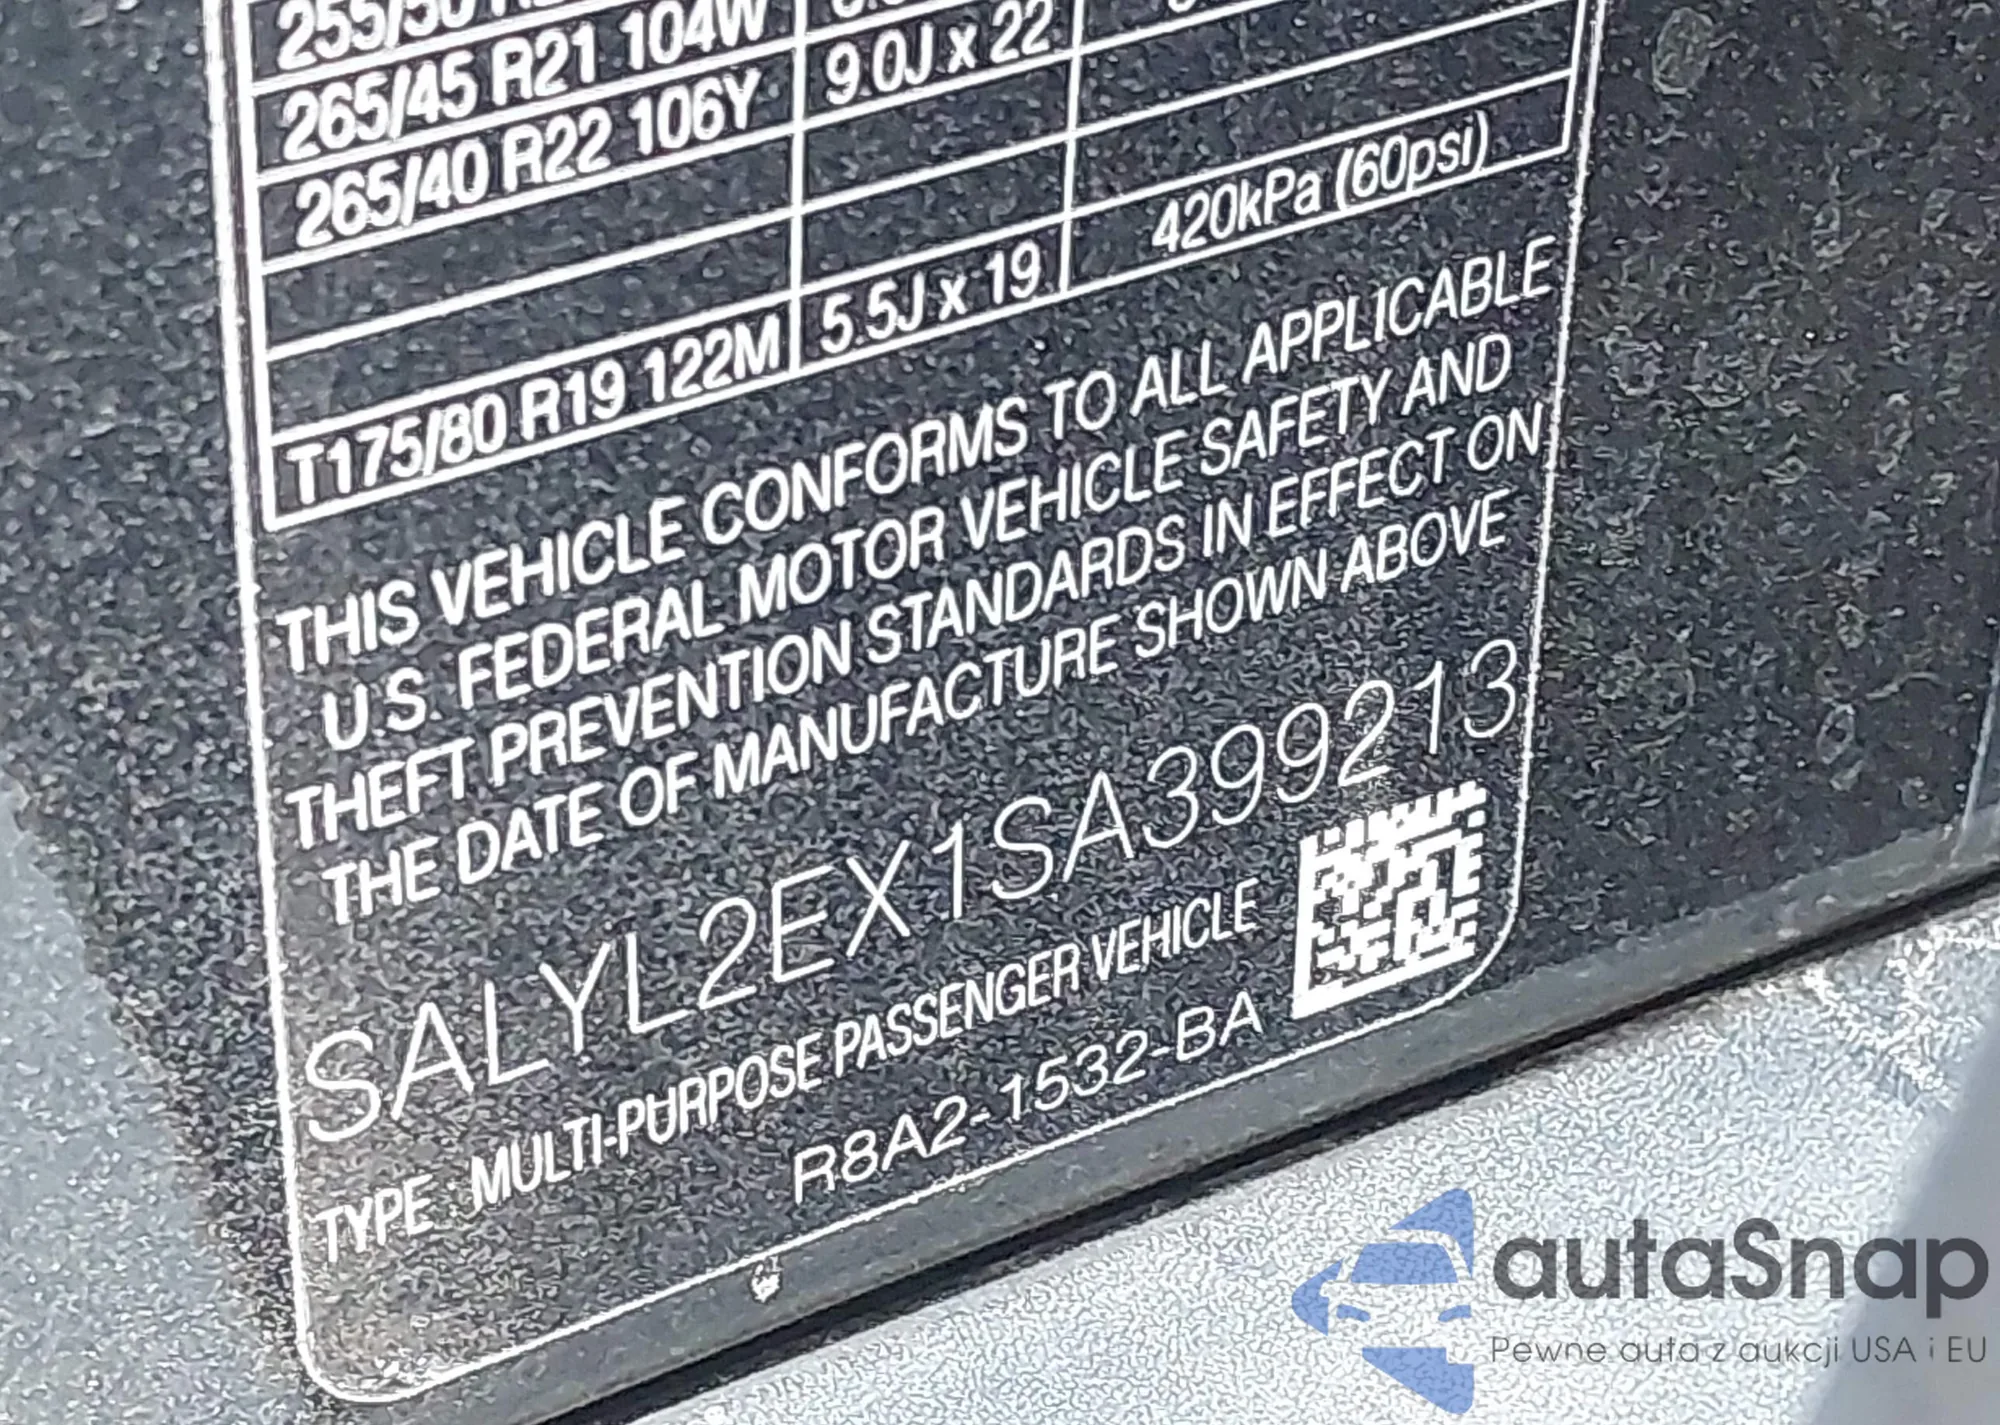 265/45 R21 104W
265/40 R22 106Y 9.0J x 22
T175/80 R19 122M 5.5J x 19 420kPa (60psi)
THIS VEHICLE CONFORMS TO ALL APPLICABLE
U.S. FEDERAL MOTOR VEHICLE SAFETY AND
THEFT PREVENTION STANDARDS IN EFFECT ON
THE DATE OF MANUFACTURE SHOWN ABOVE
SALYL2EX1SA399213
TYPE : MULTI-PURPOSE PASSENGER VEHICLE
R8A2-1532-BA
autaSnap
Pewne auta z aukcji USA i EU